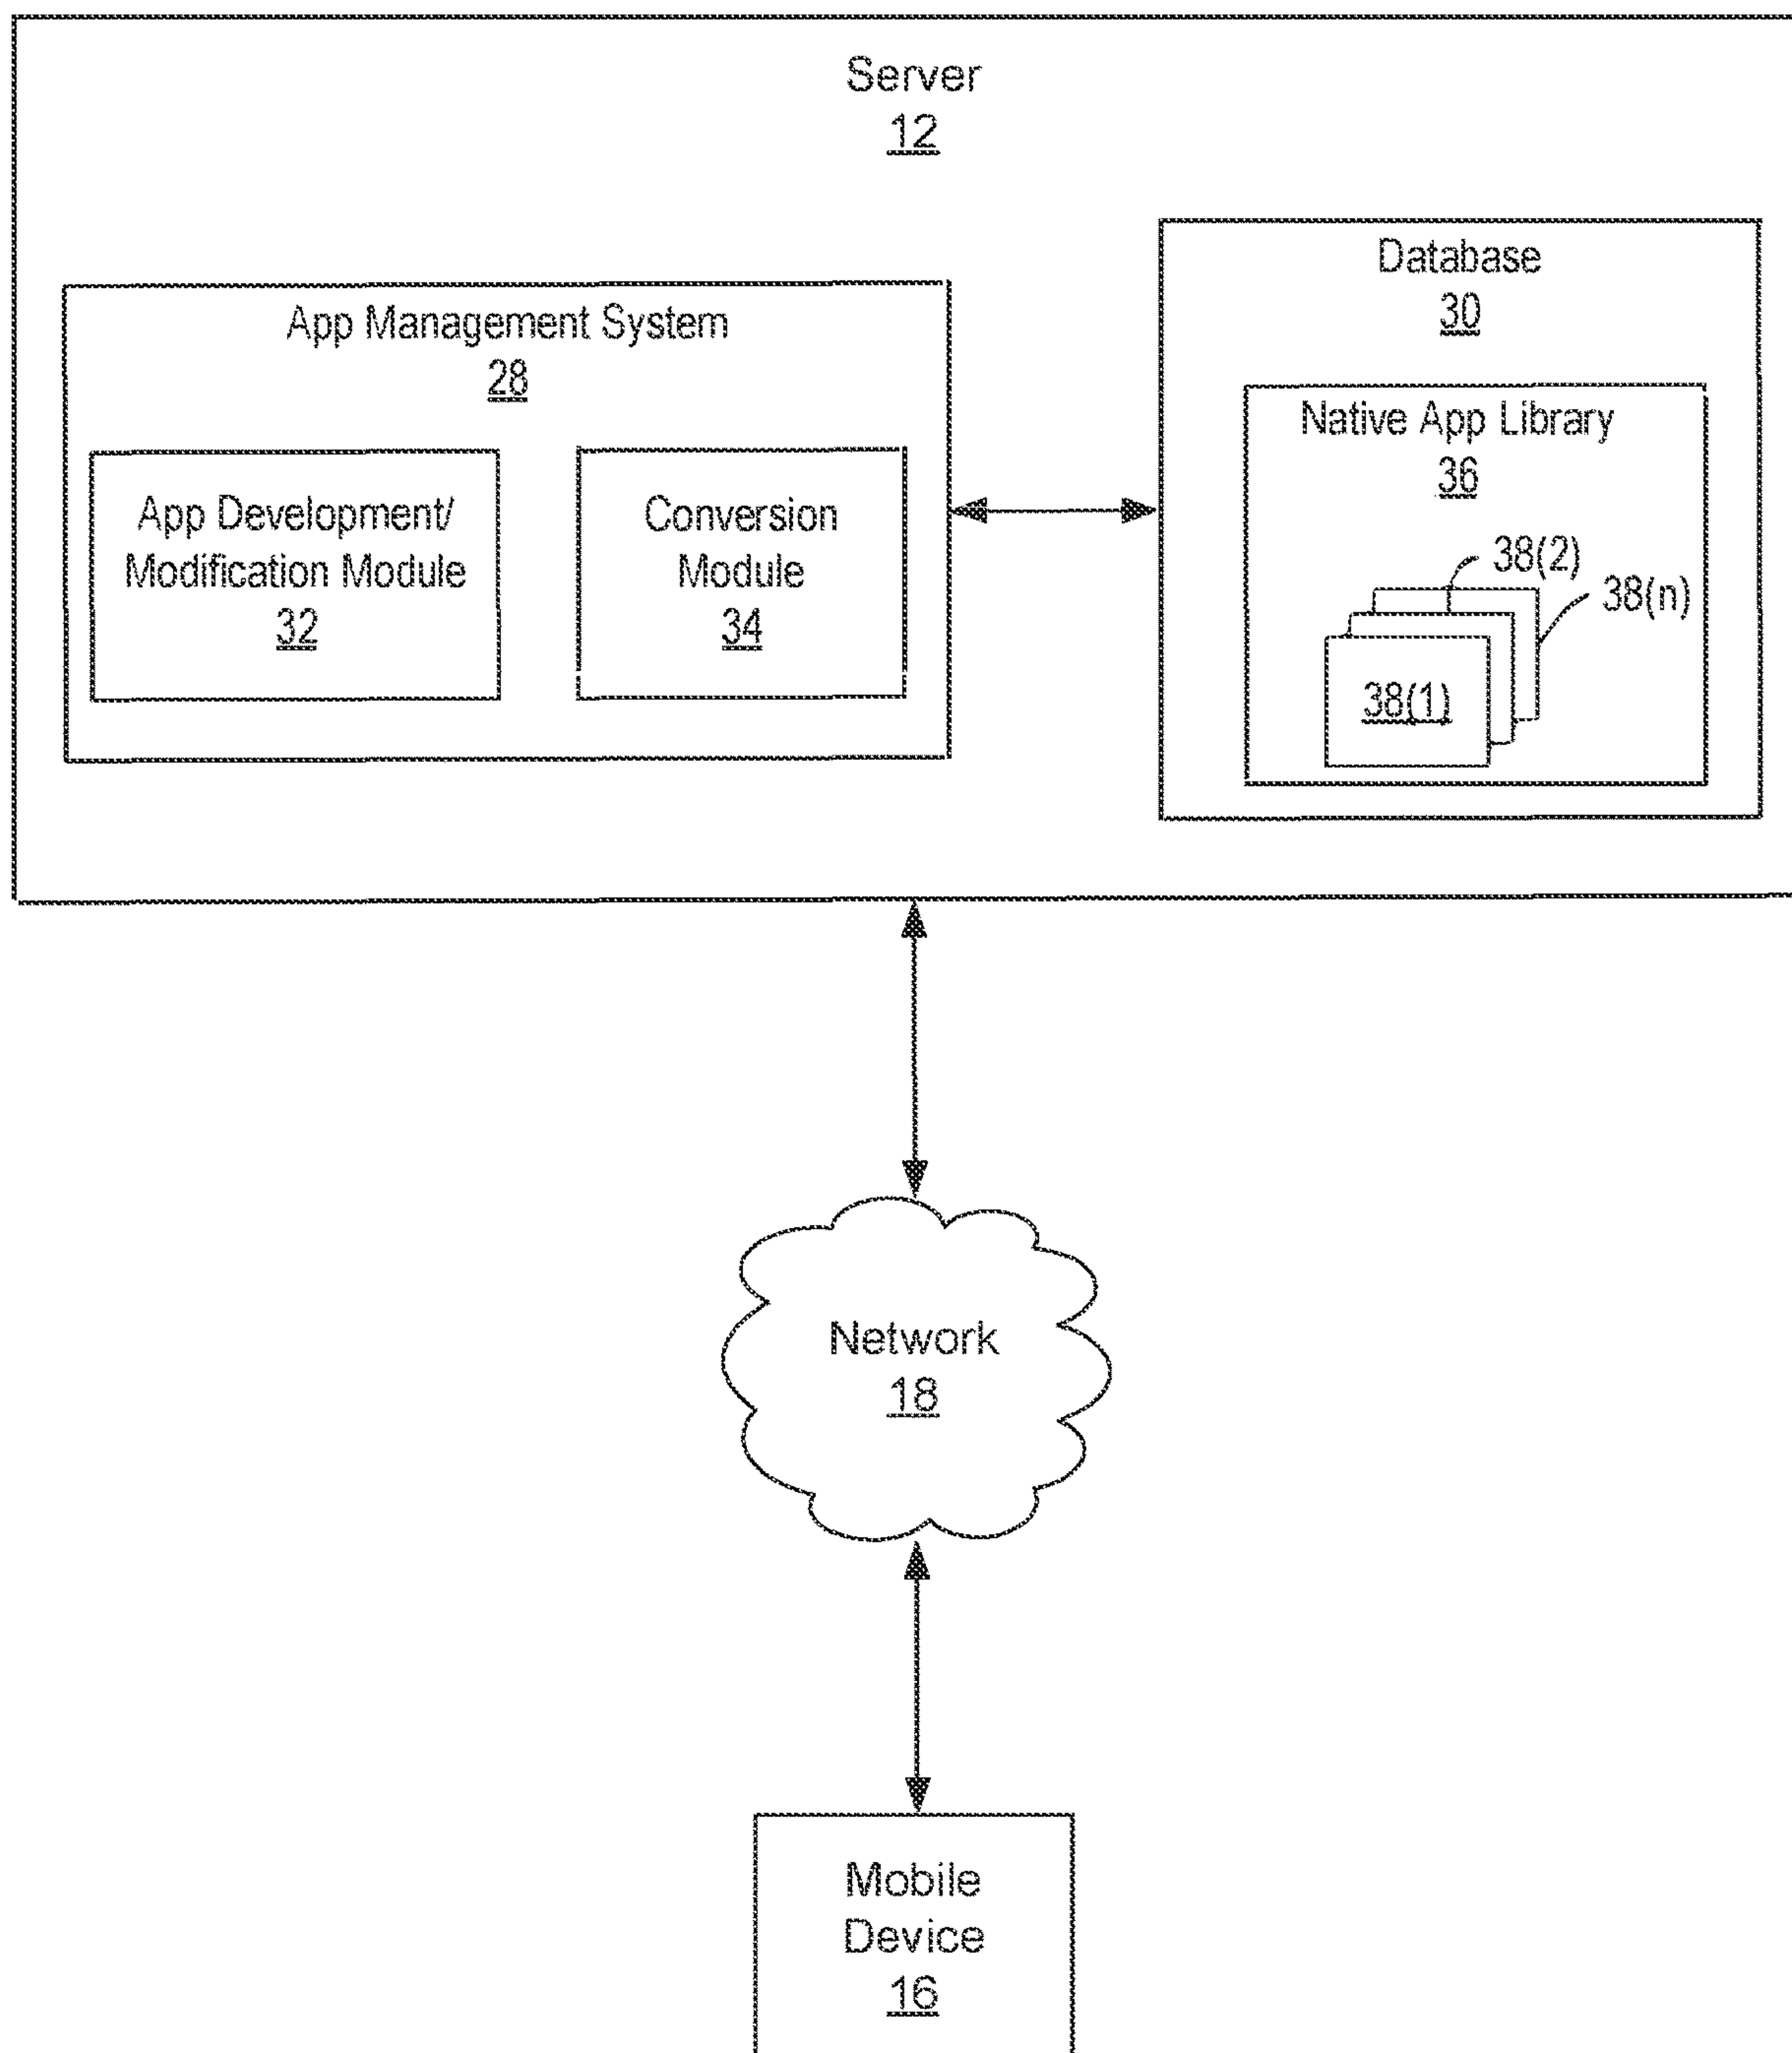 Server
12
App Management System
28
App Development/
Modification Module
32
Conversion
Module
34
Database
30
Native App Library
36
38(2)
38(n)
38(1)
Network
18
Mobile
Device
16